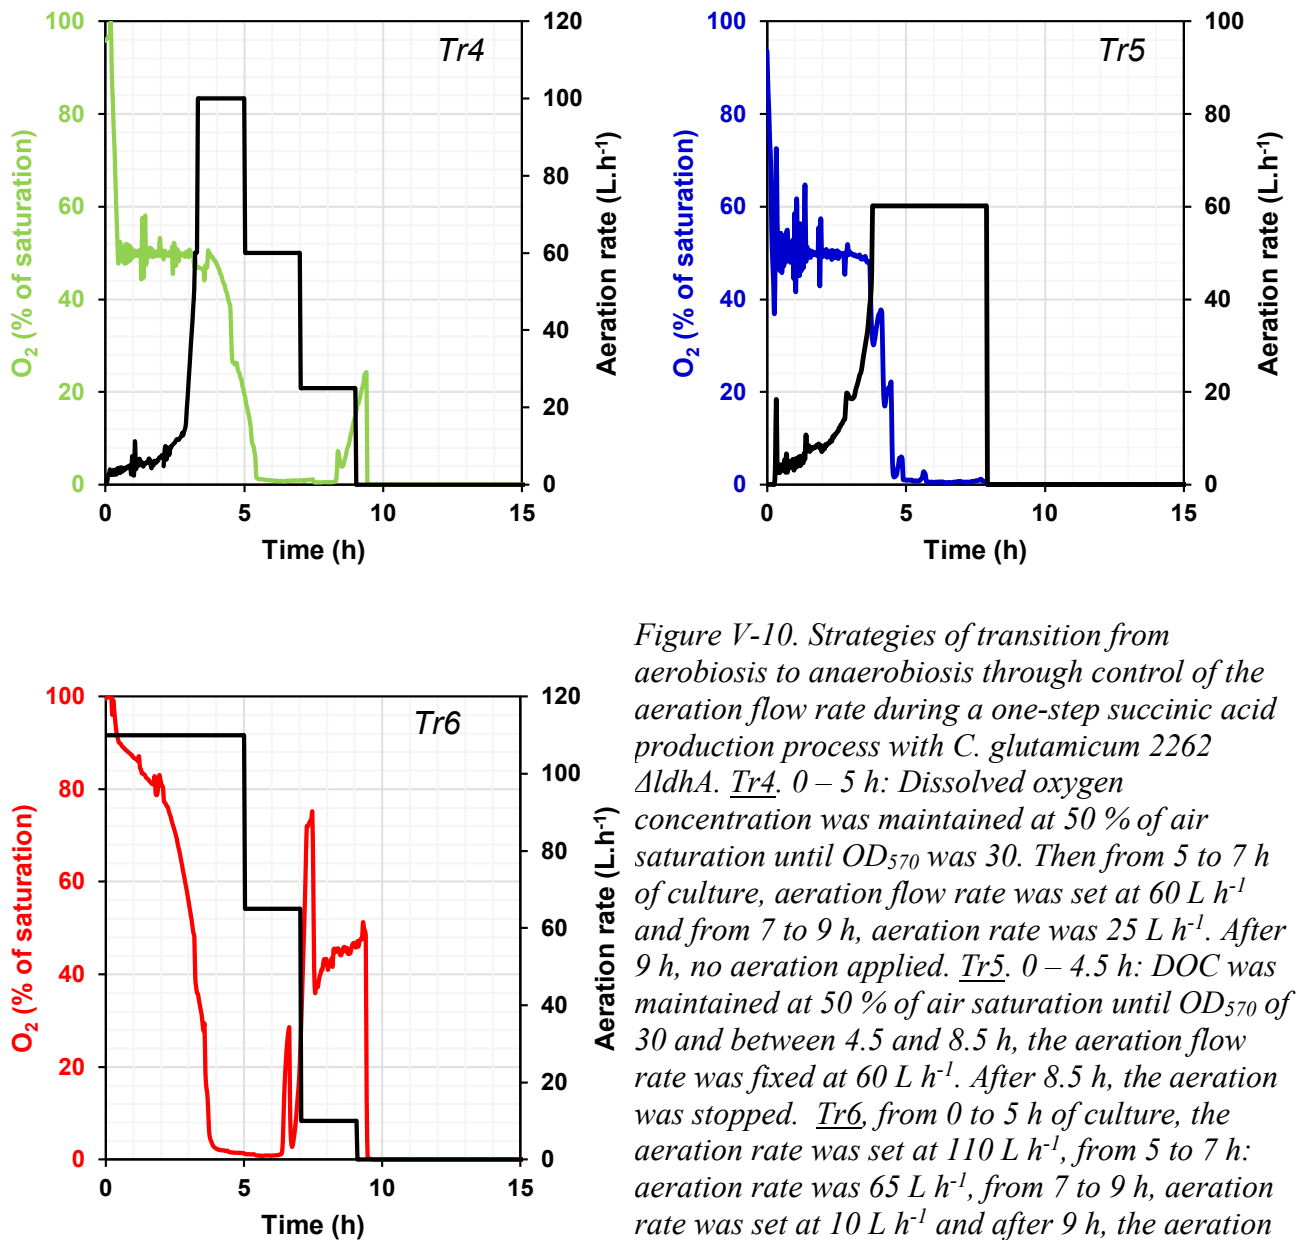 Tr4
O2 (% of saturation)
100
80
60
40
20
0
120
100
80
60
40
20
0
Aeration rate (L.h-1)
0 5 10 15
Time (h)
Tr5
O2 (% of saturation)
100
80
60
40
20
0
100
80
60
40
20
0
Aeration rate (L.h-1)
0 5 10 15
Time (h)
Tr6
O2 (% of saturation)
100
80
60
40
20
0
120
100
80
60
40
20
0
Aeration rate (L.h-1)
0 5 10 15
Time (h)
Figure V-10. Strategies of transition from
aerobiosis to anaerobiosis through control of the
aeration flow rate during a one-step succinic acid
production process with C. glutamicum 2262
ΔldhA. Tr4. 0 – 5 h: Dissolved oxygen
concentration was maintained at 50 % of air
saturation until OD570 was 30. Then from 5 to 7 h
of culture, aeration flow rate was set at 60 L h-1
and from 7 to 9 h, aeration rate was 25 L h-1. After
9 h, no aeration applied. Tr5. 0 – 4.5 h: DOC was
maintained at 50 % of air saturation until OD570 of
30 and between 4.5 and 8.5 h, the aeration flow
rate was fixed at 60 L h-1. After 8.5 h, the aeration
was stopped. Tr6, from 0 to 5 h of culture, the
aeration rate was set at 110 L h-1, from 5 to 7 h:
aeration rate was 65 L h-1, from 7 to 9 h, aeration
rate was set at 10 L h-1 and after 9 h, the aeration